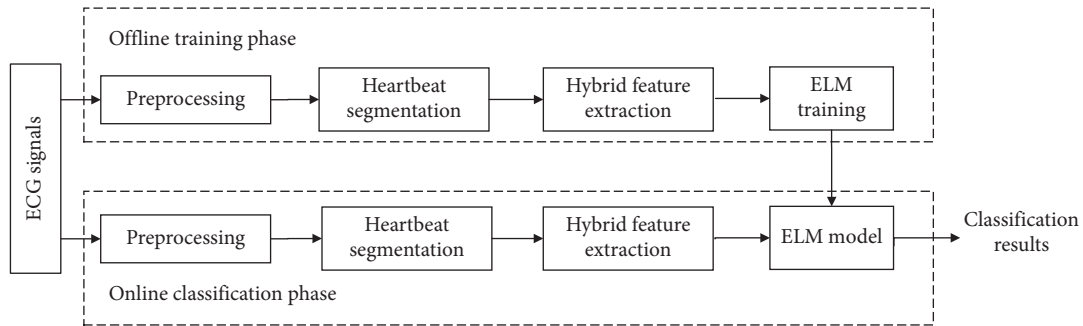 Offline training phase
ECG signals
Preprocessing
Heartbeat
segmentation
Hybrid feature
extraction
ELM
training
Preprocessing
Heartbeat
segmentation
Hybrid feature
extraction
ELM model
Classification
results
Online classification phase